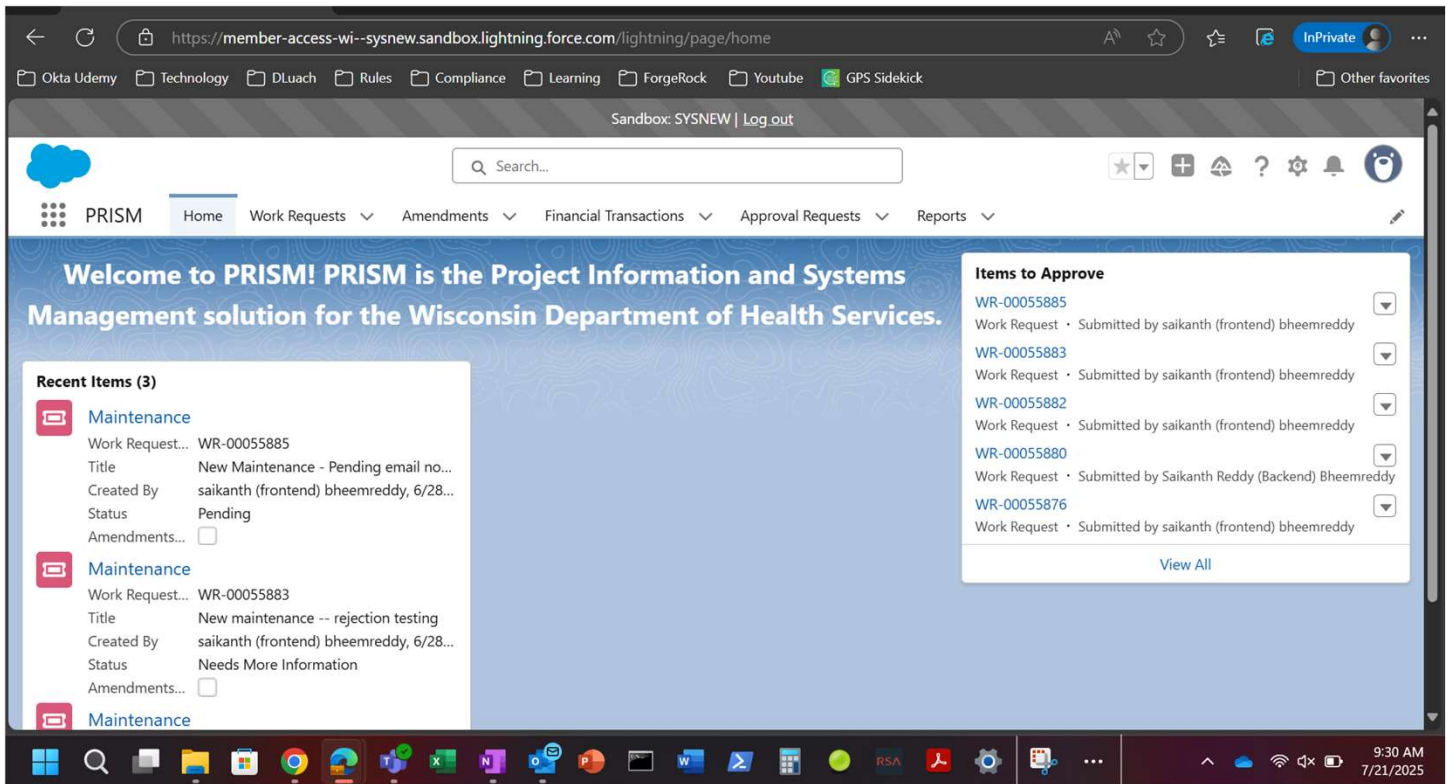 https://member-access-wi--sysnew.sandbox.lightning.force.com/lightning/page/home
InPrivate
Okta Udemy Technology DLuach Rules Compliance Learning ForgeRock Youtube GPS Sidekick Other favorites
Sandbox: SYSNEW | Log out
Search...
PRISM Home Work Requests Amendments Financial Transactions Approval Requests Reports
Welcome to PRISM! PRISM is the Project Information and Systems
Management solution for the Wisconsin Department of Health Services.
Recent Items (3)
Maintenance
Work Request... WR-00055885
Title New Maintenance - Pending email no...
Created By saikanth (frontend) bheemreddy, 6/28...
Status Pending
Amendments...
Maintenance
Work Request... WR-00055883
Title New maintenance -- rejection testing
Created By saikanth (frontend) bheemreddy, 6/28...
Status Needs More Information
Amendments...
Maintenance
Items to Approve
WR-00055885
Work Request • Submitted by saikanth (frontend) bheemreddy
WR-00055883
Work Request • Submitted by saikanth (frontend) bheemreddy
WR-00055882
Work Request • Submitted by saikanth (frontend) bheemreddy
WR-00055880
Work Request • Submitted by Saikanth Reddy (Backend) Bheemreddy
WR-00055876
Work Request • Submitted by saikanth (frontend) bheemreddy
View All
RSA
9:30 AM
7/21/2025